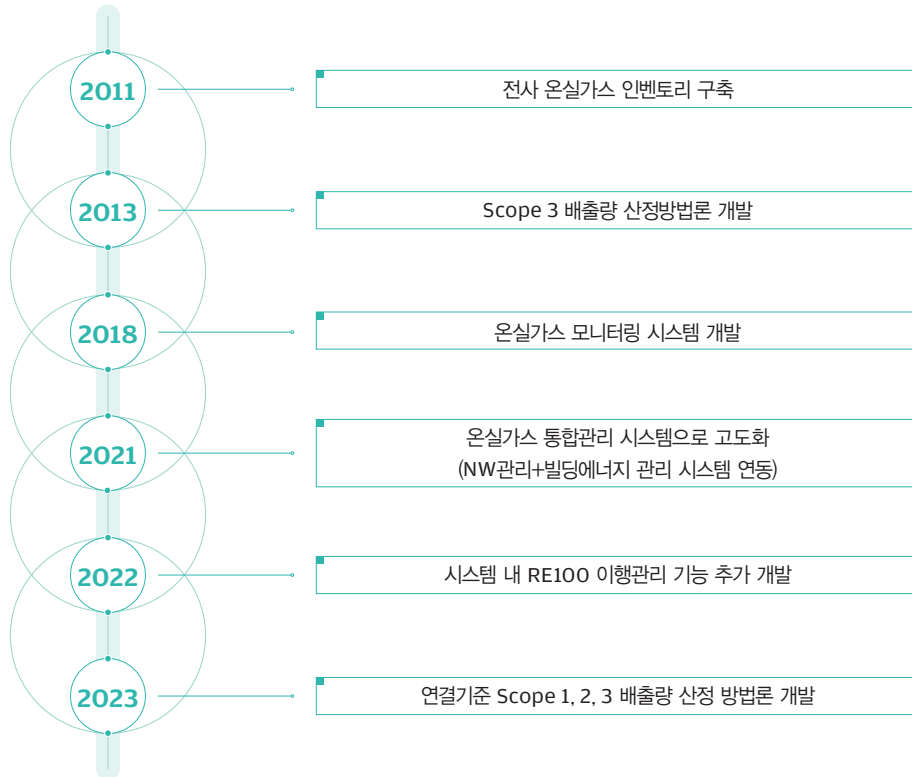 2011
전사 온실가스 인벤토리 구축
2013
Scope 3 배출량 산정방법론 개발
2018
온실가스 모니터링 시스템 개발
2021
온실가스 통합관리 시스템으로 고도화
(NW관리+빌딩에너지 관리 시스템 연동)
2022
시스템 내 RE100 이행관리 기능 추가 개발
2023
연결기준 Scope 1, 2, 3 배출량 산정 방법론 개발